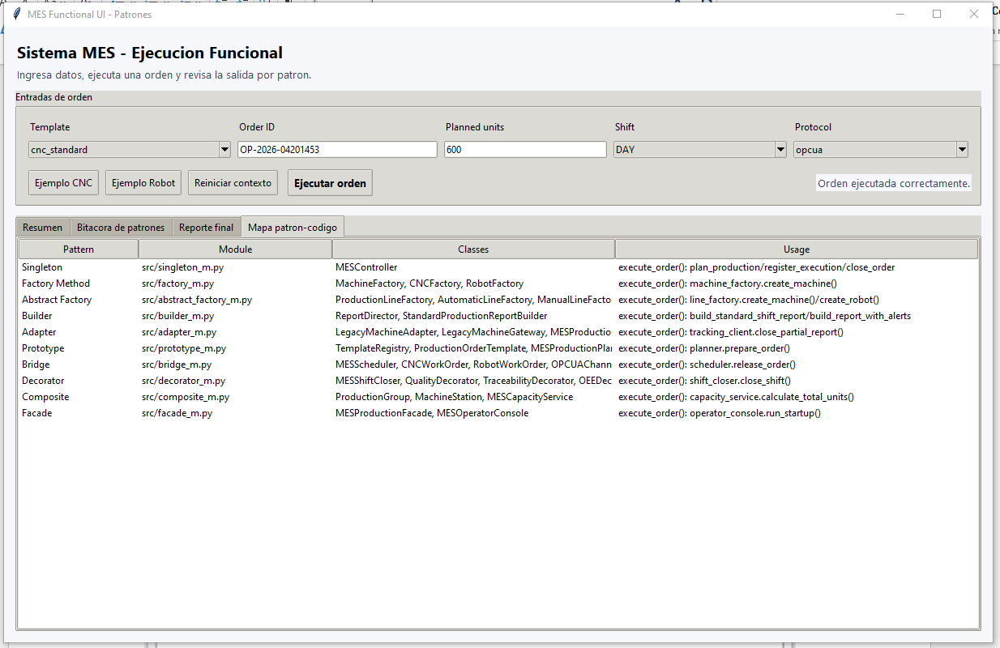 MES Functional UI - Patrones
Sistema MES - Ejecucion Funcional
Ingresa datos, ejecuta una orden y revisa la salida por patron.
Entradas de orden
Template Order ID Planned units Shift Protocol
cnc_standard OP-2026-04201453 600 DAY opcua
Ejemplo CNC Ejemplo Robot Reiniciar contexto Ejecutar orden Orden ejecutada correctamente.
Resumen Bitacora de patrones Reporte final Mapa patron-codigo
Pattern Module Classes Usage
Singleton src/singleton_m.py MESController execute_order(): plan_production/register_execution/close_order
Factory Method src/factory_m.py MachineFactory, CNCFactory, RobotFactory execute_order(): machine_factory.create_machine()
Abstract Factory src/abstract_factory_m.py ProductionLineFactory, AutomaticLineFactory, ManualLineFacto execute_order(): line_factory.create_machine()/create_robot()
Builder src/builder_m.py ReportDirector, StandardProductionReportBuilder execute_order(): build_standard_shift_report/build_report_with_alerts
Adapter src/adapter_m.py LegacyMachineAdapter, LegacyMachineGateway, MESProductio execute_order(): tracking_client.close_partial_report()
Prototype src/prototype_m.py TemplateRegistry, ProductionOrderTemplate, MESProductionPlan execute_order(): planner.prepare_order()
Bridge src/bridge_m.py MESScheduler, CNCWorkOrder, RobotWorkOrder, OPCUAChann execute_order(): scheduler.release_order()
Decorator src/decorator_m.py MESShiftCloser, QualityDecorator, TraceabilityDecorator, OEEDec execute_order(): shift_closer.close_shift()
Composite src/composite_m.py ProductionGroup, MachineStation, MESCapacityService execute_order(): capacity_service.calculate_total_units()
Facade src/facade_m.py MESProductionFacade, MESOperatorConsole execute_order(): operator_console.run_startup()